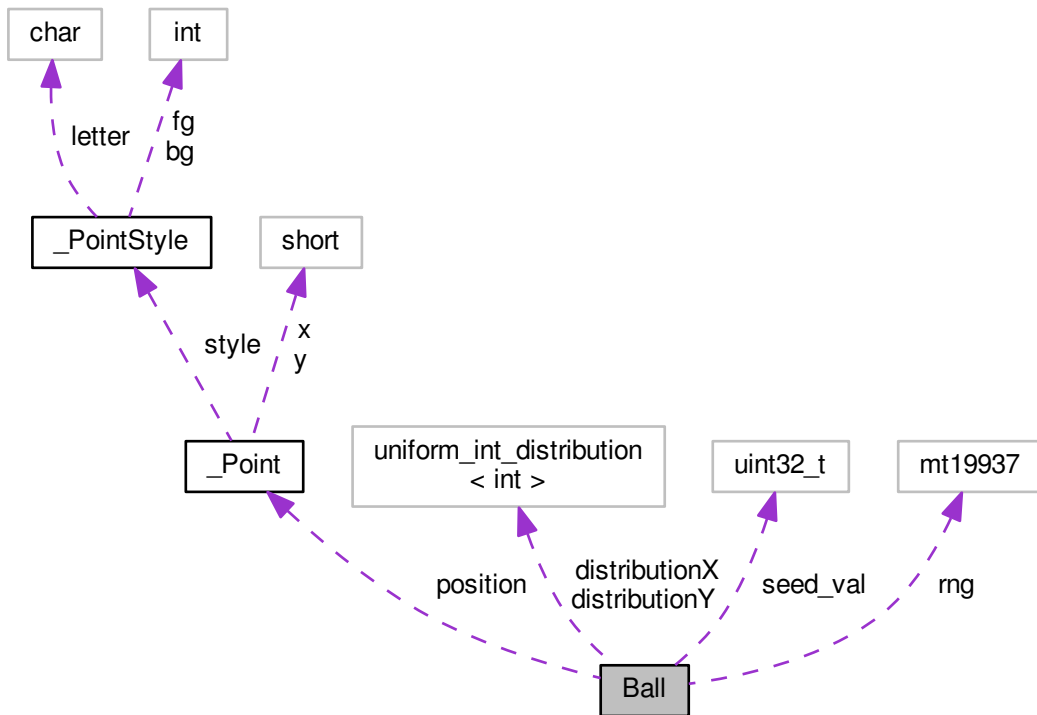 char
int
letter
fg
bg
_PointStyle
short
style
x
y
_Point
uniform_int_distribution
< int >
uint32_t
mt19937
position
distributionX
distributionY
seed_val
rng
Ball